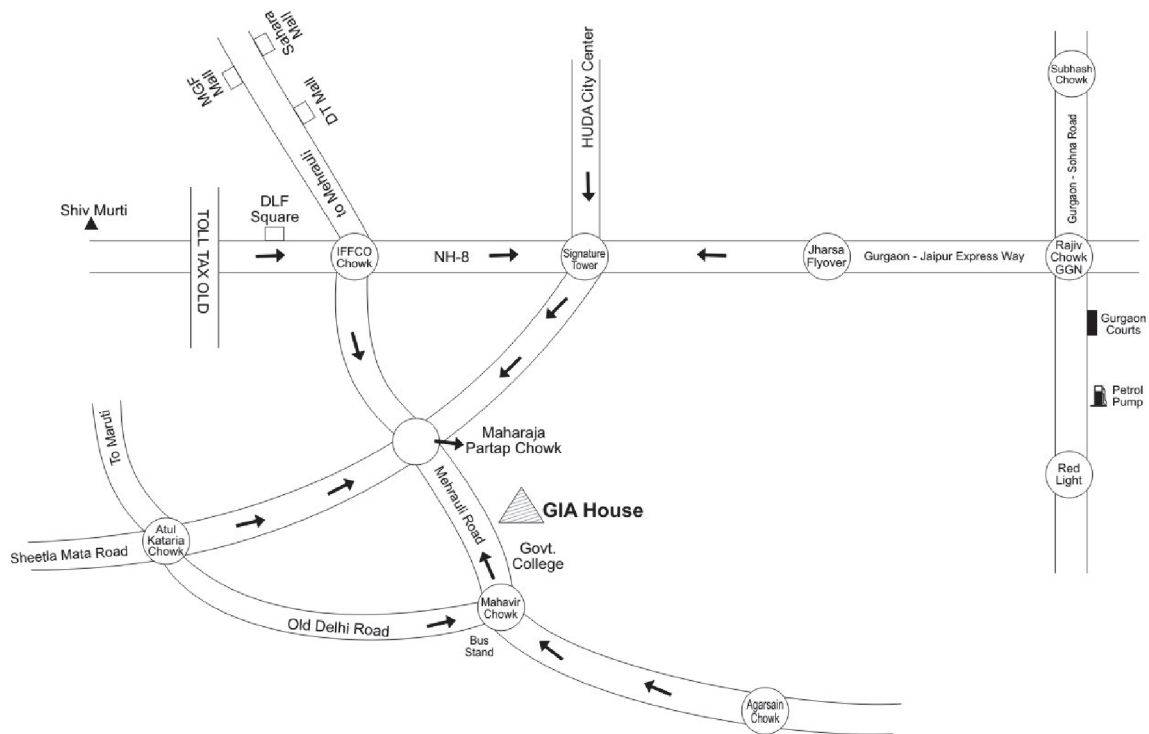 Sahara
Mall
MGF
Mall
DT Mall
to Mehrauli
HUDA City Center
Subhash
Chowk
Gurgaon - Sohna Road
Shiv Murti
TOLL TAX OLD
DLF
Square
IFFCO
Chowk
NH-8
Signature
Tower
Jharsa
Flyover
Gurgaon - Jaipur Express Way
Rajiv
Chowk
GGN
Gurgaon
Courts
Petrol
Pump
Red
Light
To Maruti
Maharaja
Partap Chowk
Mehrauli Road
GIA House
Govt.
College
Atul
Kataria
Chowk
Sheetla Mata Road
Old Delhi Road
Mahavir
Chowk
Bus
Stand
Agarsain
Chowk